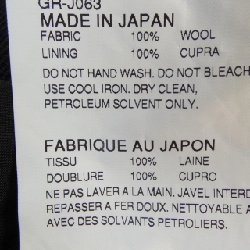 GR-J063
MADE IN JAPAN
FABRIC 100% WOOL
LINING 100% CUPRA
DO NOT HAND WASH. DO NOT BLEACH
USE COOL IRON. DRY CLEAN,
PETROLEUM SOLVENT ONLY.
FABRIQUE AU JAPON
TISSU 100% LAINE
DOUBLURE 100% CUPRO
NE PAS LAVER A LA MAIN. JAVEL INTERD
REPASSER A FER DOUX. NETTOYABLE A
AVEC DES SOLVANTS PETROLIERS.